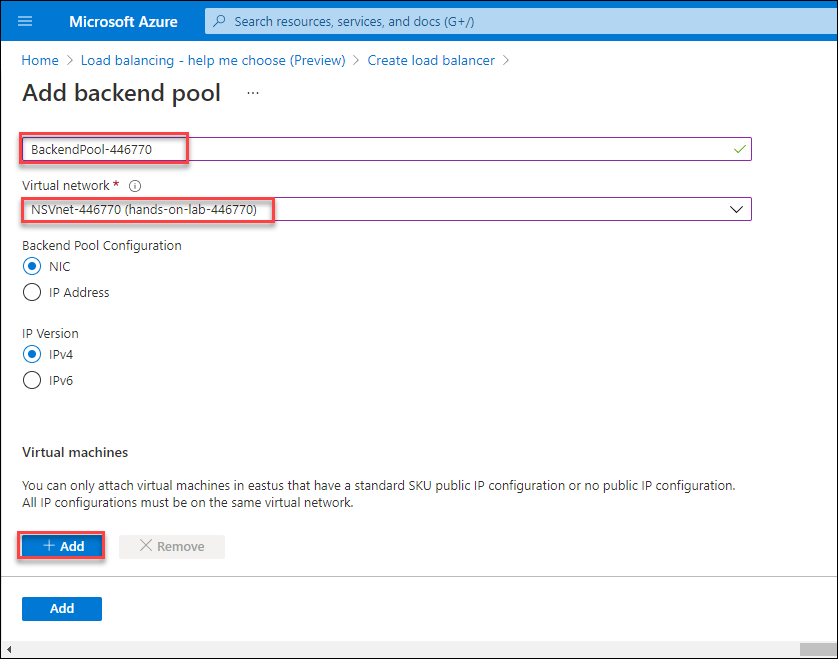 Microsoft Azure
Search resources, services, and docs (G+/)
Home > Load balancing - help me choose (Preview) > Create load balancer >
Add backend pool ...
BackendPool-446770
Virtual network *
NSVnet-446770 (hands-on-lab-446770)
Backend Pool Configuration
NIC
IP Address
IP Version
IPv4
IPv6
Virtual machines
You can only attach virtual machines in eastus that have a standard SKU public IP configuration or no public IP configuration.
All IP configurations must be on the same virtual network.
+ Add
Remove
Add